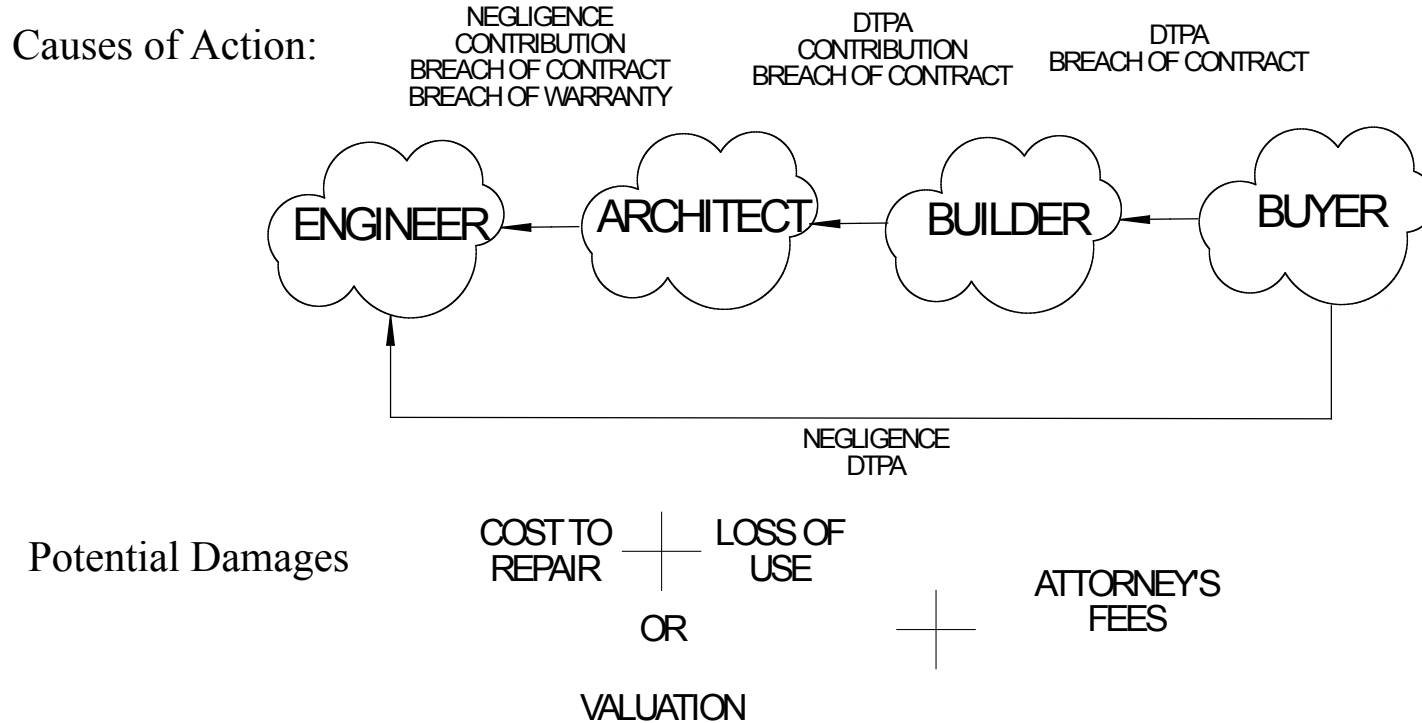 Causes of Action:
NEGLIGENCE
CONTRIBUTION
BREACH OF CONTRACT
BREACH OF WARRANTY
DTPA
CONTRIBUTION
BREACH OF CONTRACT
DTPA
BREACH OF CONTRACT
ENGINEER
ARCHITECT
BUILDER
BUYER
NEGLIGENCE
DTPA
Potential Damages
COST TO
REPAIR
LOSS OF
USE
OR
VALUATION
ATTORNEY'S
FEES